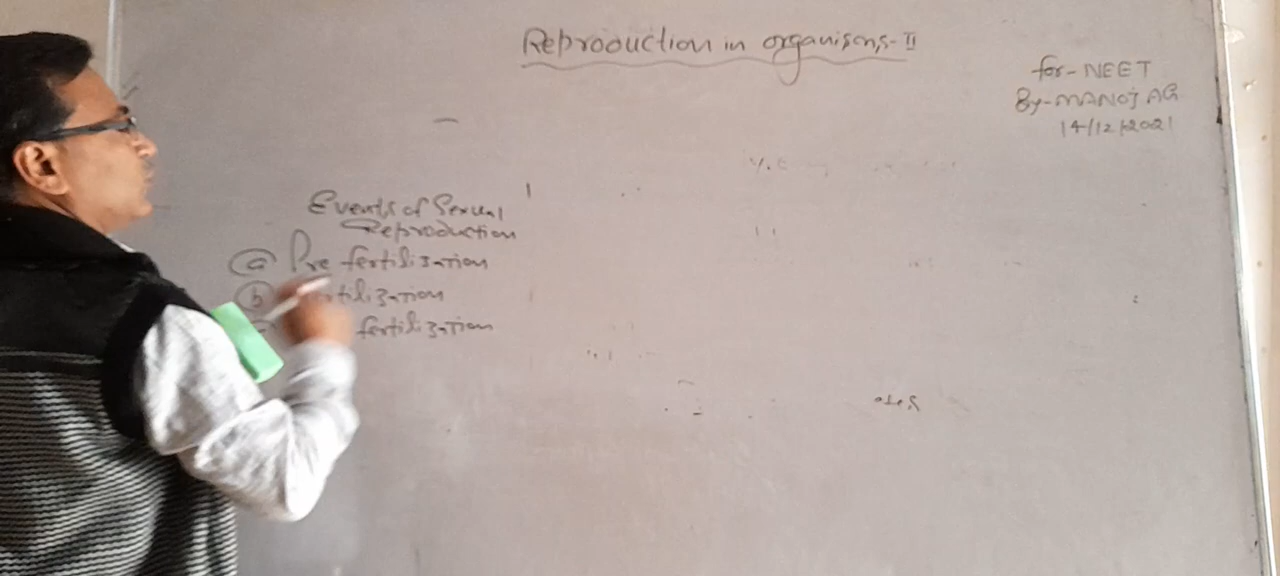 Reproduction in organisms-II
for-NEET
By-MANOJ AG
14/12/2021
Events of Sexual
Reproduction
(a) Pre fertilization
(b) tilization
fertilization